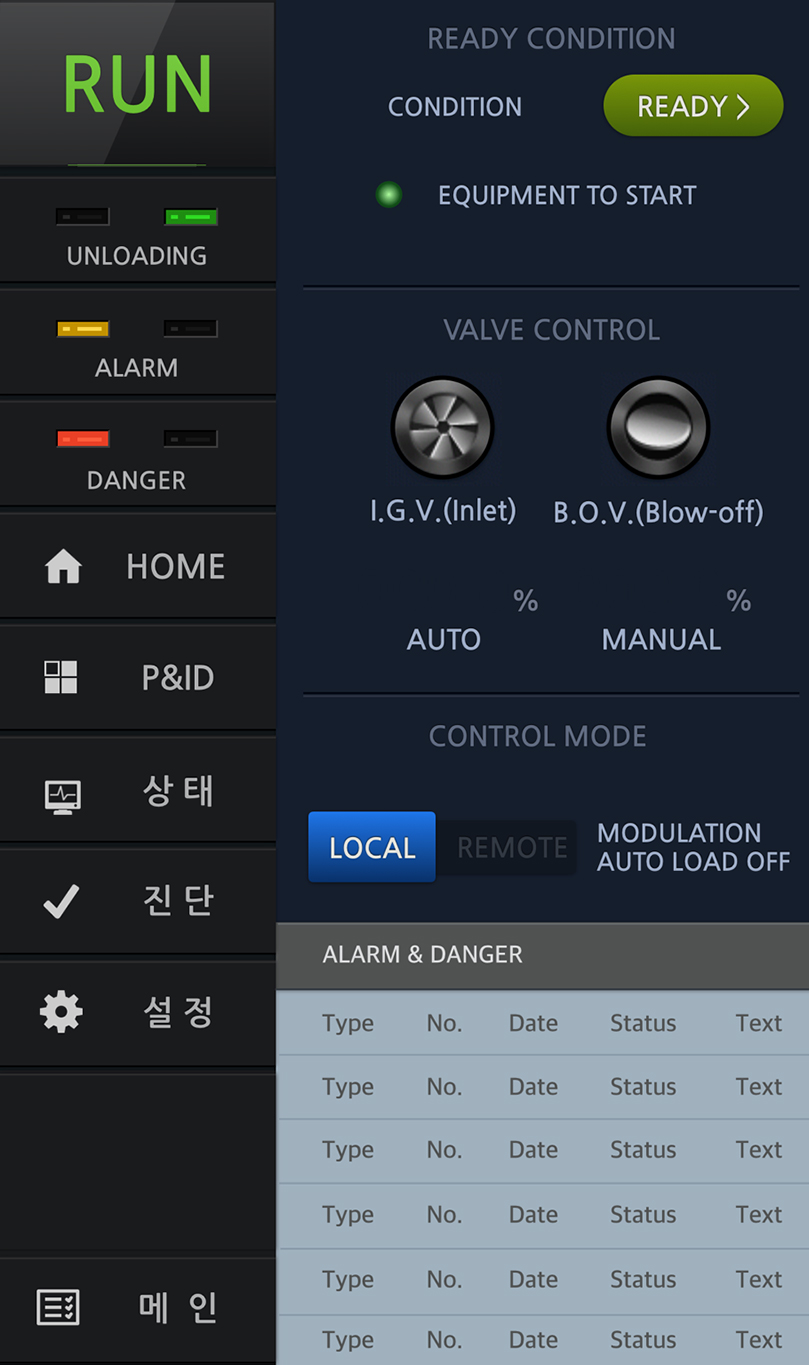 RUN
UNLOADING
ALARM
DANGER
HOME
P&ID
상 태
진 단
설 정
메 인
READY CONDITION
CONDITION READY >
EQUIPMENT TO START
VALVE CONTROL
I.G.V.(Inlet) B.O.V.(Blow-off)
% %
AUTO MANUAL
CONTROL MODE
LOCAL REMOTE
MODULATION
AUTO LOAD OFF
ALARM & DANGER
Type No. Date Status Text
Type No. Date Status Text
Type No. Date Status Text
Type No. Date Status Text
Type No. Date Status Text
Type No. Date Status Text